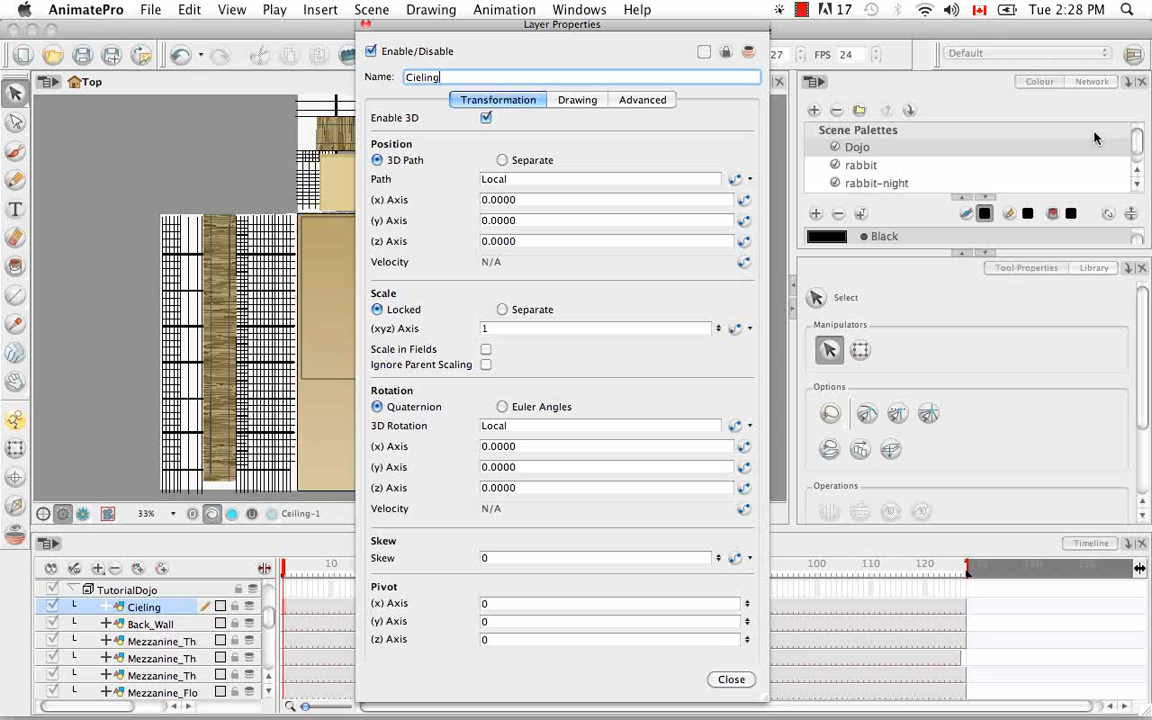 AnimatePro File Edit View Play Insert Scene Drawing Animation Windows Help 17 Tue 2:28 PM
Layer Properties
Enable/Disable
27 FPS 24 Default
Top
Name: Cieling
Colour Network
Transformation Drawing Advanced
Enable 3D
Scene Palettes
Dojo
rabbit
rabbit-night
Position
3D Path Separate
Path Local
(x) Axis 0.0000
(y) Axis 0.0000
(z) Axis 0.0000
Velocity N/A
Black
Tool Properties Library
Select
Manipulators
Options
Operations
Scale
Locked Separate
(xyz) Axis 1
Scale in Fields
Ignore Parent Scaling
Rotation
Quaternion Euler Angles
3D Rotation Local
(x) Axis 0.0000
(y) Axis 0.0000
(z) Axis 0.0000
Velocity N/A
33% Ceiling-1
Skew
Skew 0
Pivot
(x) Axis 0
(y) Axis 0
(z) Axis 0
Close
Timeline
10 110 120
TutorialDojo
Cieling
Back_Wall
Mezzanine_Th
Mezzanine_Th
Mezzanine_Th
Mezzanine_Flo